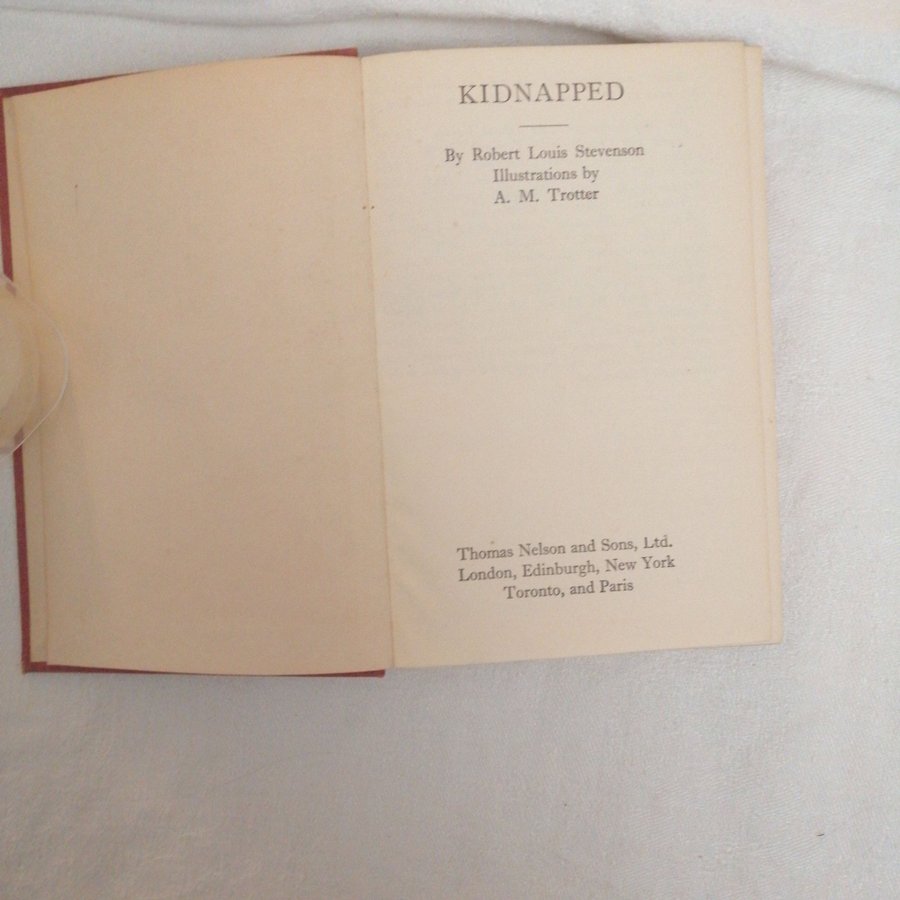 KIDNAPPED
By Robert Louis Stevenson
Illustrations by
A. M. Trotter
Thomas Nelson and Sons, Ltd.
London, Edinburgh, New York
Toronto, and Paris